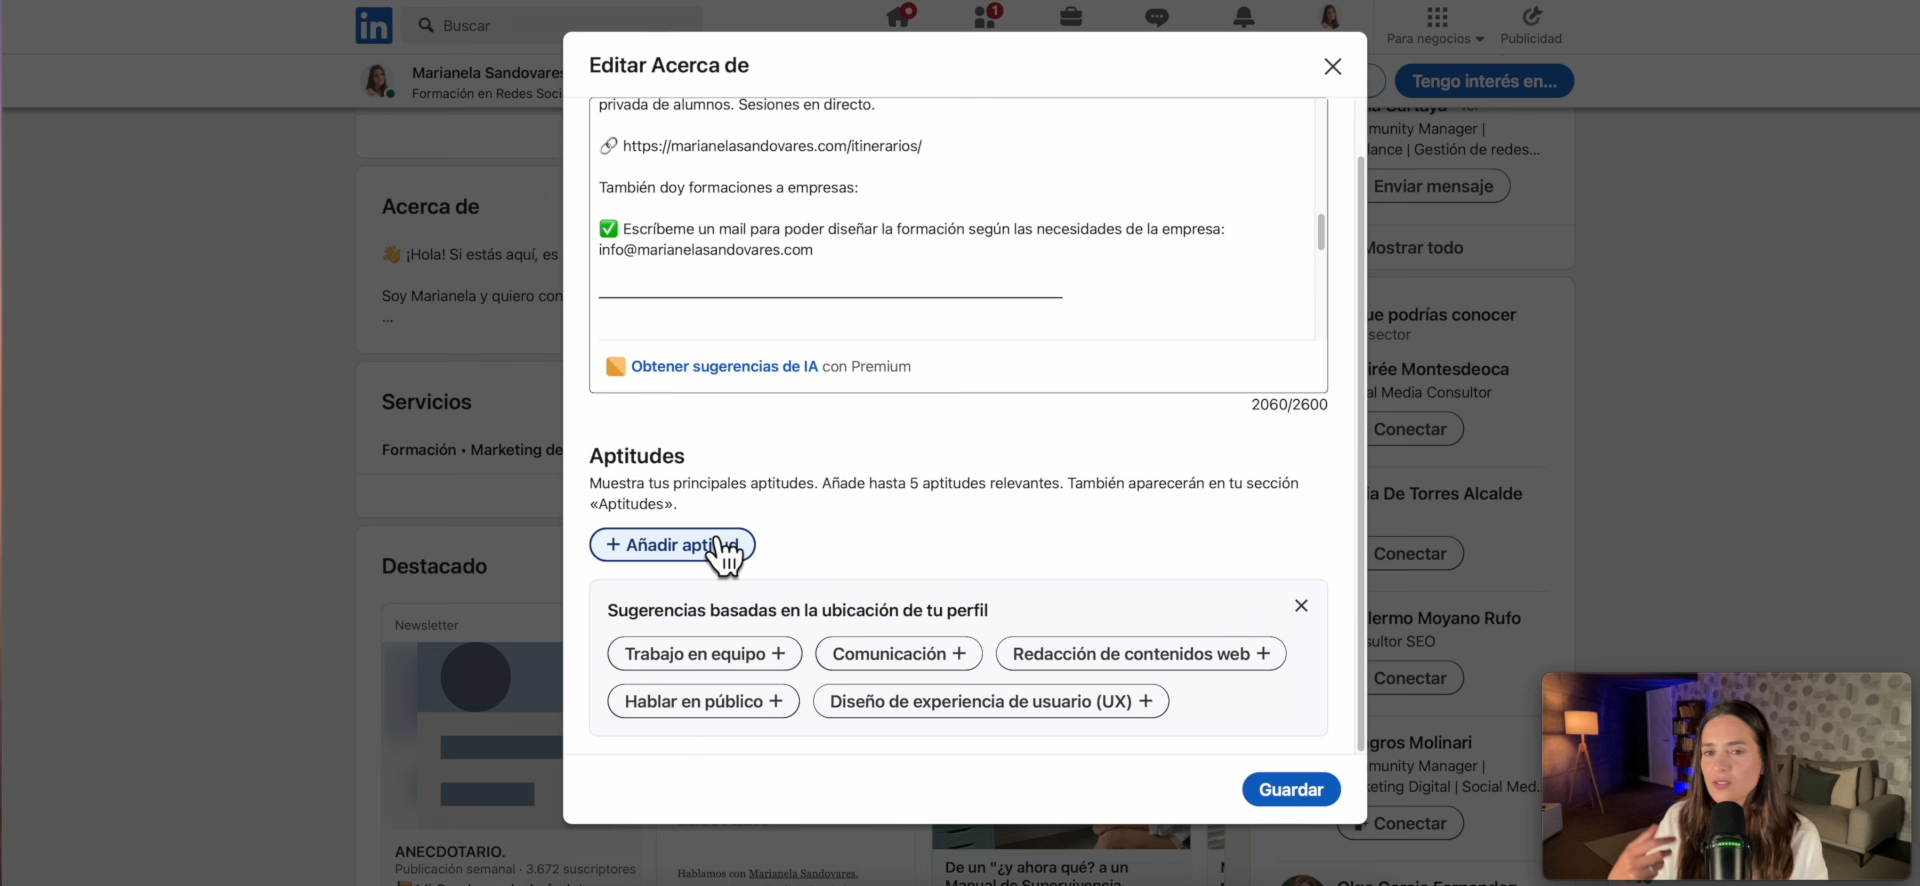 in
Buscar
1
Para negocios
Publicidad
Marianela Sandovares
Formación en Redes Soci
Tengo interés en...
Editar Acerca de
privada de alumnos. Sesiones en directo.
https://marianelasandovares.com/itinerarios/
También doy formaciones a empresas:
Escríbeme un mail para poder diseñar la formación según las necesidades de la empresa:
info@marianelasandovares.com
Obtener sugerencias de IA con Premium
2060/2600
Aptitudes
Muestra tus principales aptitudes. Añade hasta 5 aptitudes relevantes. También aparecerán en tu sección
«Aptitudes».
+ Añadir aptitud
Sugerencias basadas en la ubicación de tu perfil
Trabajo en equipo +
Comunicación +
Redacción de contenidos web +
Hablar en público +
Diseño de experiencia de usuario (UX) +
Guardar
Acerca de
¡Hola! Si estás aquí, es
Soy Marianela y quiero con
...
Servicios
Formación • Marketing de
Destacado
Newsletter
ANECDOTARIO.
Publicación semanal · 3.672 suscriptores
Hablamos con Marianela Sandovares.
De un "¿y ahora qué? a un
Manual de Supervivencia
munity Manager |
lance | Gestión de redes...
Enviar mensaje
Mostrar todo
ue podrías conocer
sector
irée Montesdeoca
al Media Consultor
Conectar
ía De Torres Alcalde
Conectar
lermo Moyano Rufo
sultor SEO
Conectar
gros Molinari
munity Manager |
keting Digital | Social Med...
Conectar